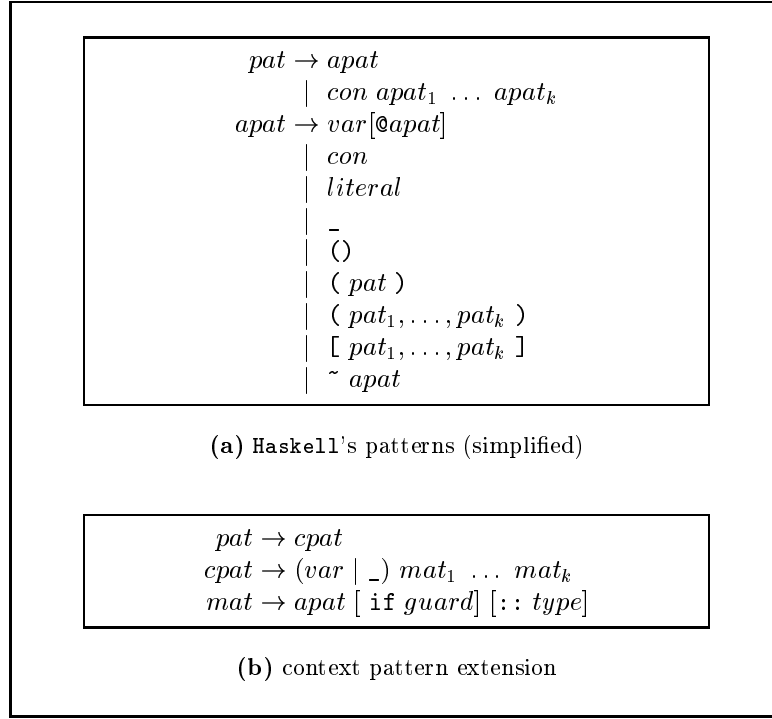 pat → apat
| con apat₁ … apatₖ
apat → var[@apat]
| con
| literal
| _
| ()
| ( pat )
| ( pat₁,…,patₖ )
| [ pat₁,…,patₖ ]
| ~ apat
(a) Haskell's patterns (simplified)
pat → cpat
cpat → (var | _) mat₁ … matₖ
mat → apat [ if guard] [:: type]
(b) context pattern extension